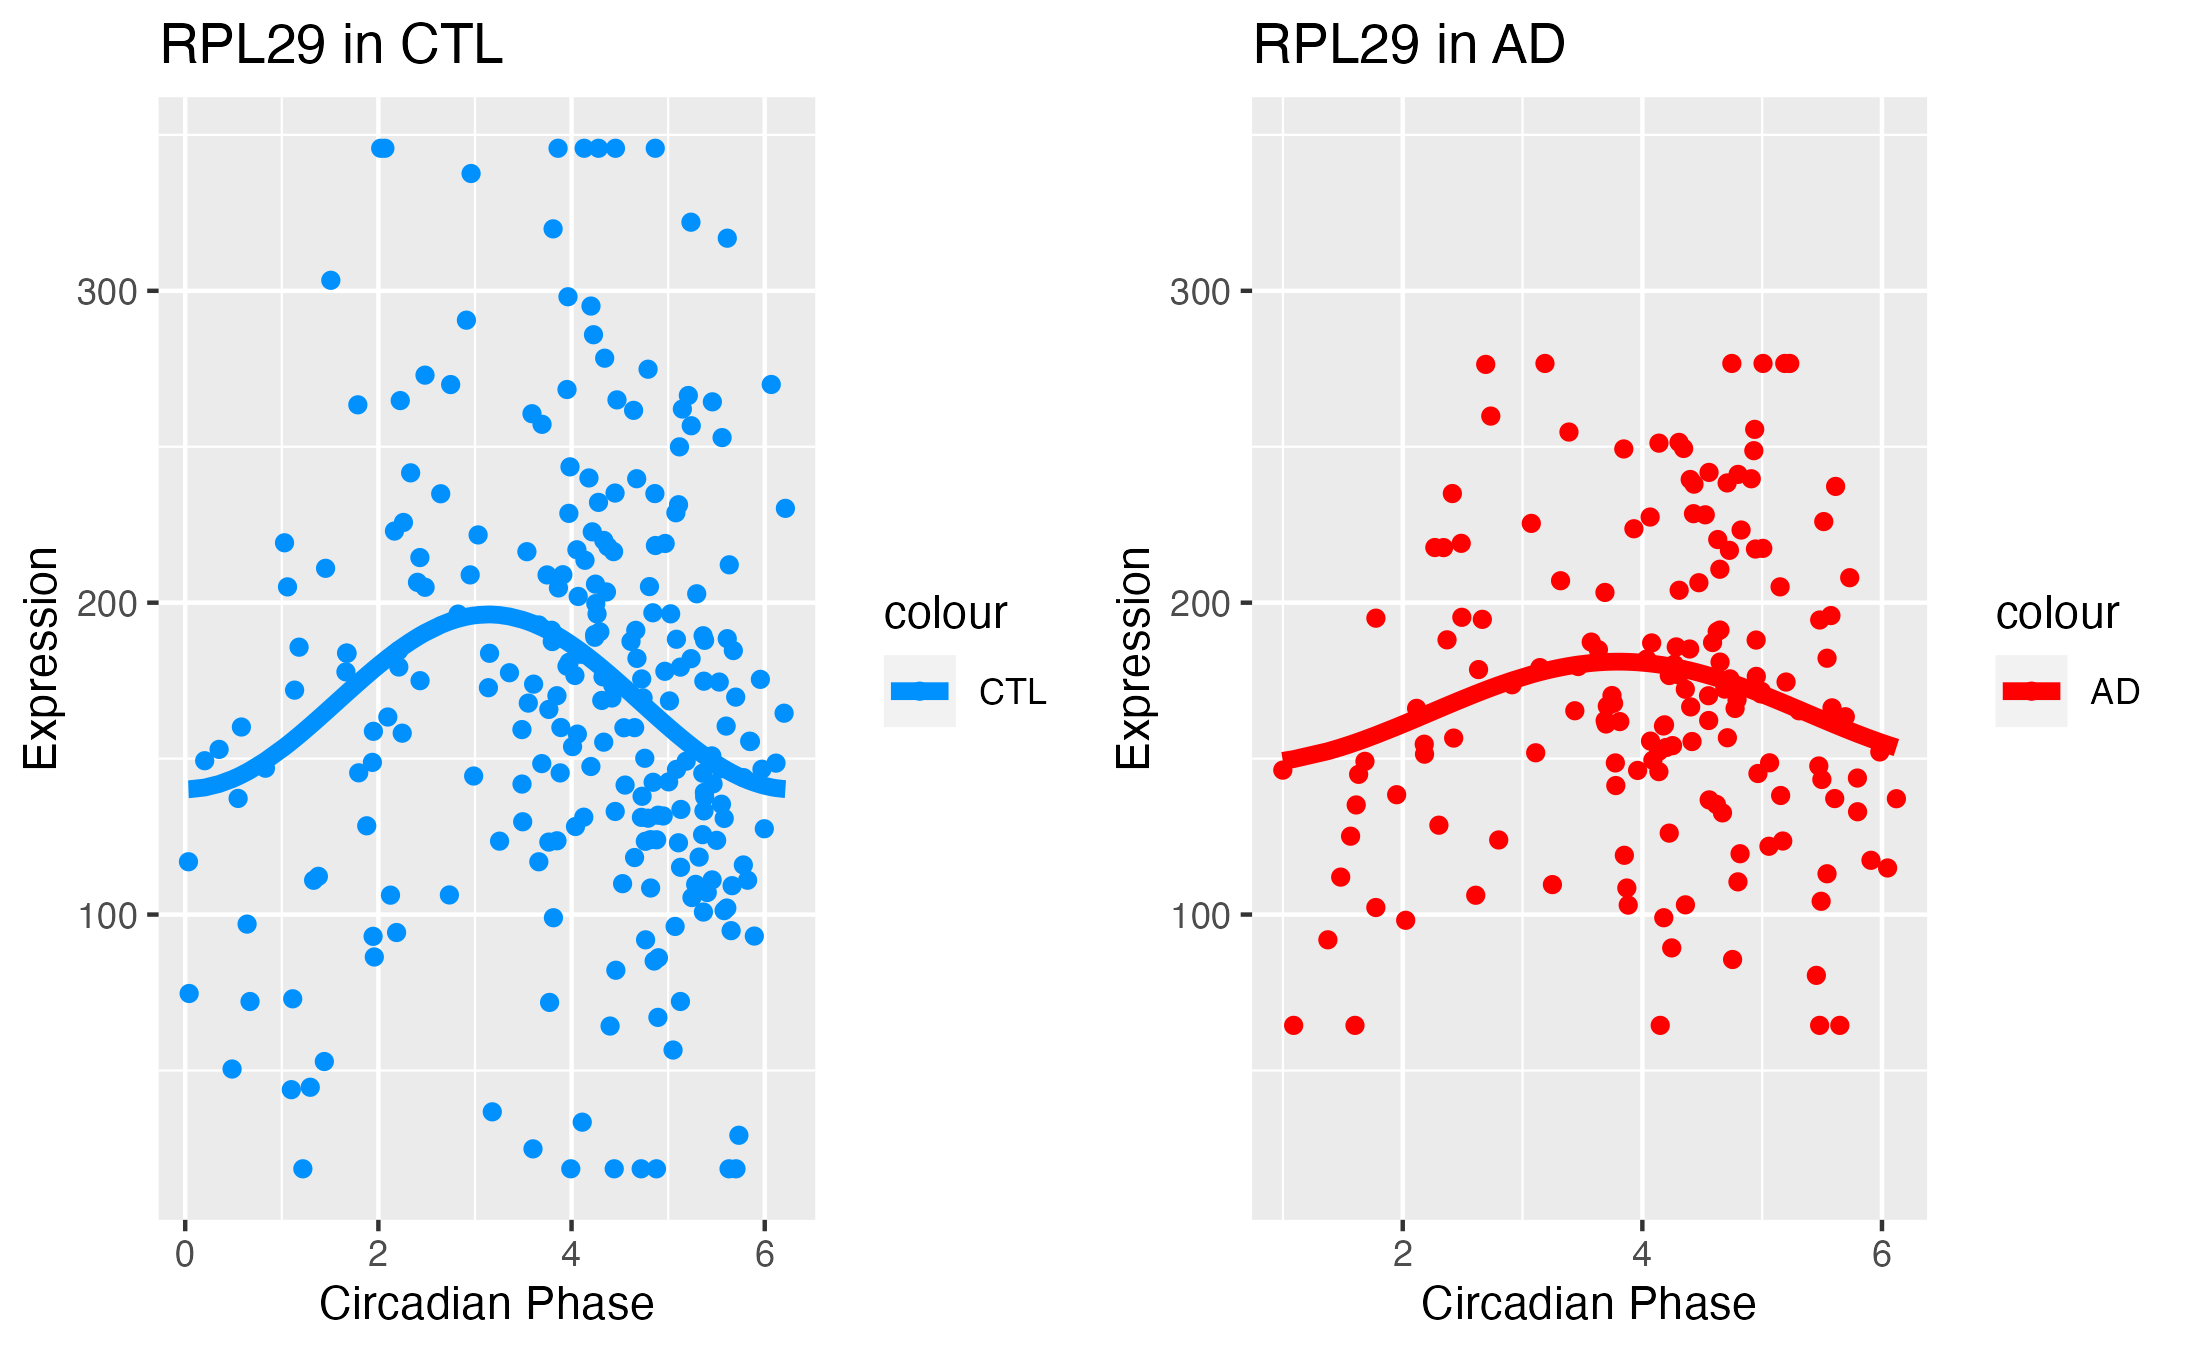 RPL29 in CTL
Expression
300
200
100
0 2 4 6
Circadian Phase
colour
CTL
RPL29 in AD
Expression
300
200
100
2 4 6
Circadian Phase
colour
AD